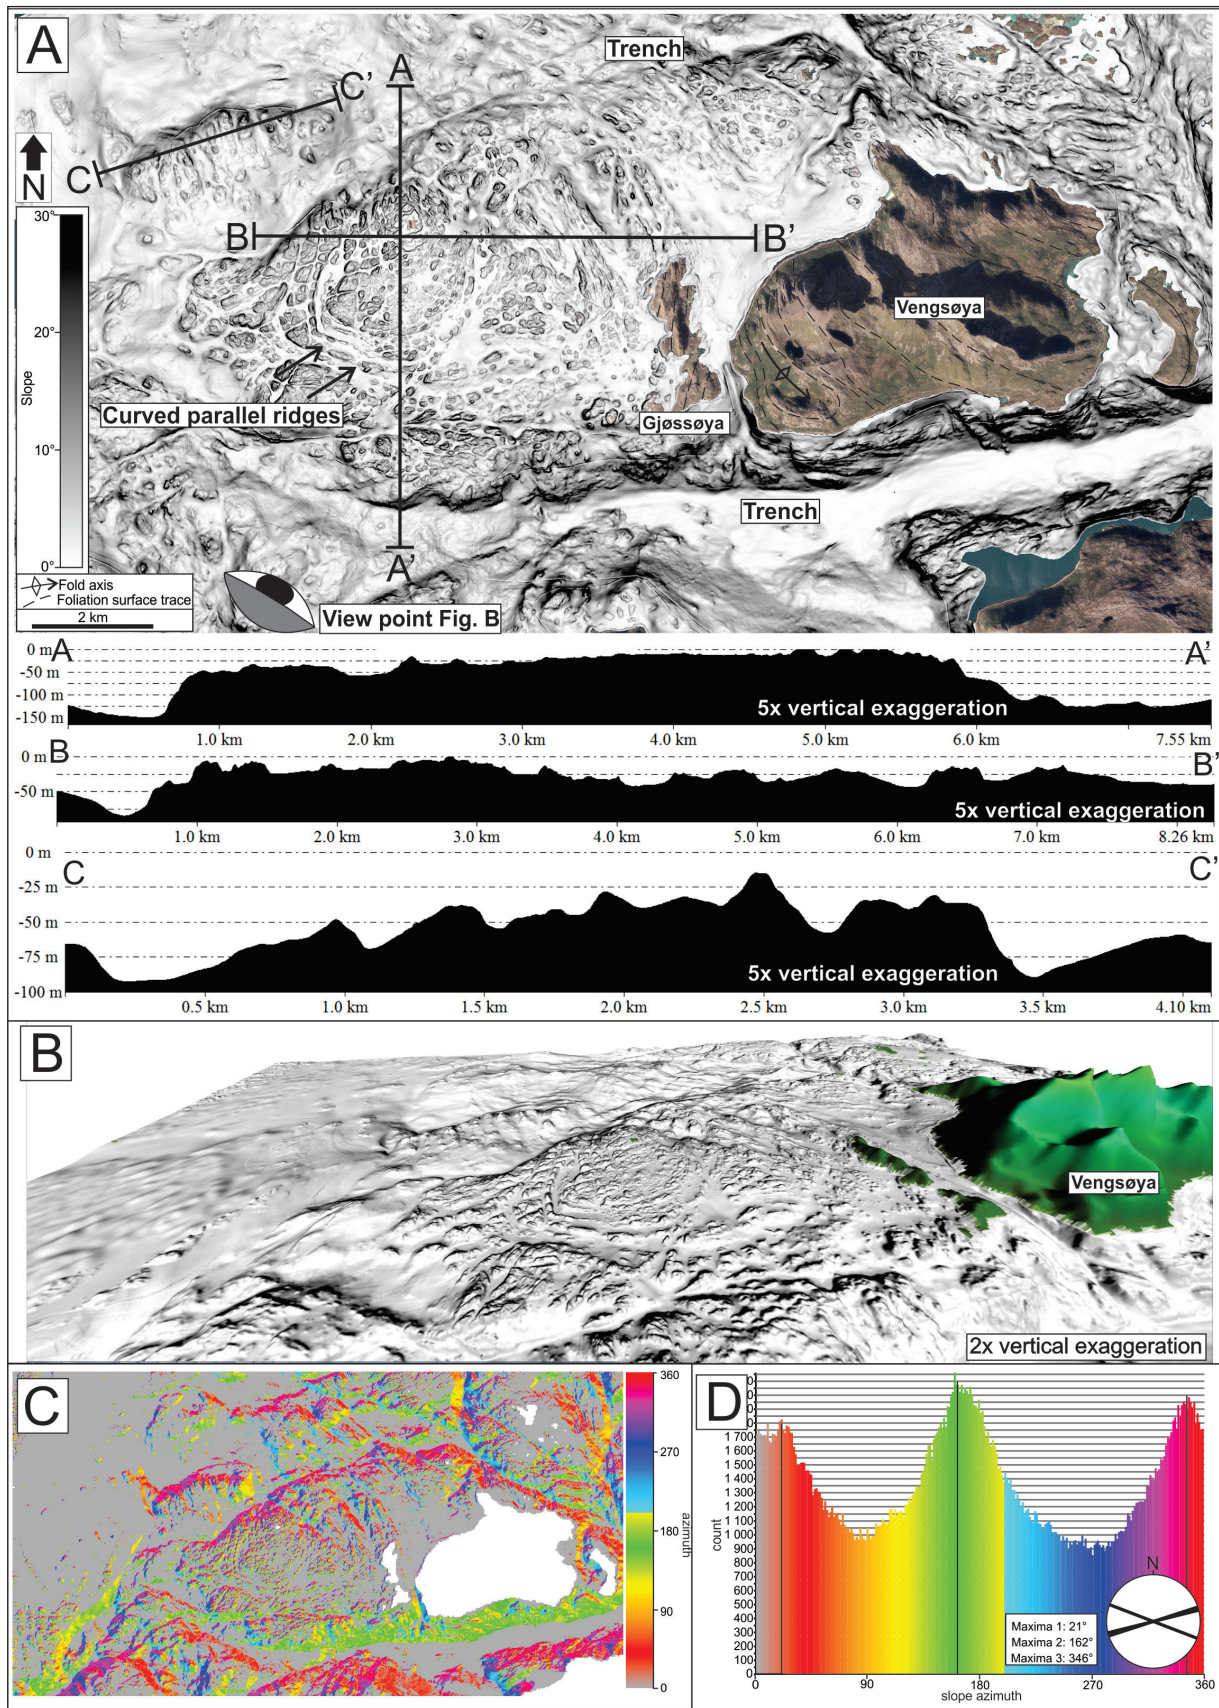 A
Trench
A
C'
C
N
B
B'
30°
20°
Slope
10°
0°
Vengsøya
Curved parallel ridges
Gjøssøya
Trench
A'
Fold axis
Foliation surface trace
2 km
View point Fig. B
A
A'
0 m
-50 m
-100 m
-150 m
5x vertical exaggeration
1.0 km 2.0 km 3.0 km 4.0 km 5.0 km 6.0 km 7.55 km
B
B'
0 m
-50 m
5x vertical exaggeration
1.0 km 2.0 km 3.0 km 4.0 km 5.0 km 6.0 km 7.0 km 8.26 km
0 m
C
C'
-25 m
-50 m
-75 m
-100 m
5x vertical exaggeration
0.5 km 1.0 km 1.5 km 2.0 km 2.5 km 3.0 km 3.5 km 4.10 km
B
Vengsøya
2x vertical exaggeration
C
360
270
180
90
0
azimuth
D
1 700
1 600
1 500
1 400
1 300
1 200
1 100
1 000
900
800
700
600
500
400
300
200
100
0
count
N
Maxima 1: 21°
Maxima 2: 162°
Maxima 3: 346°
0 90 180 270 360
slope azimuth